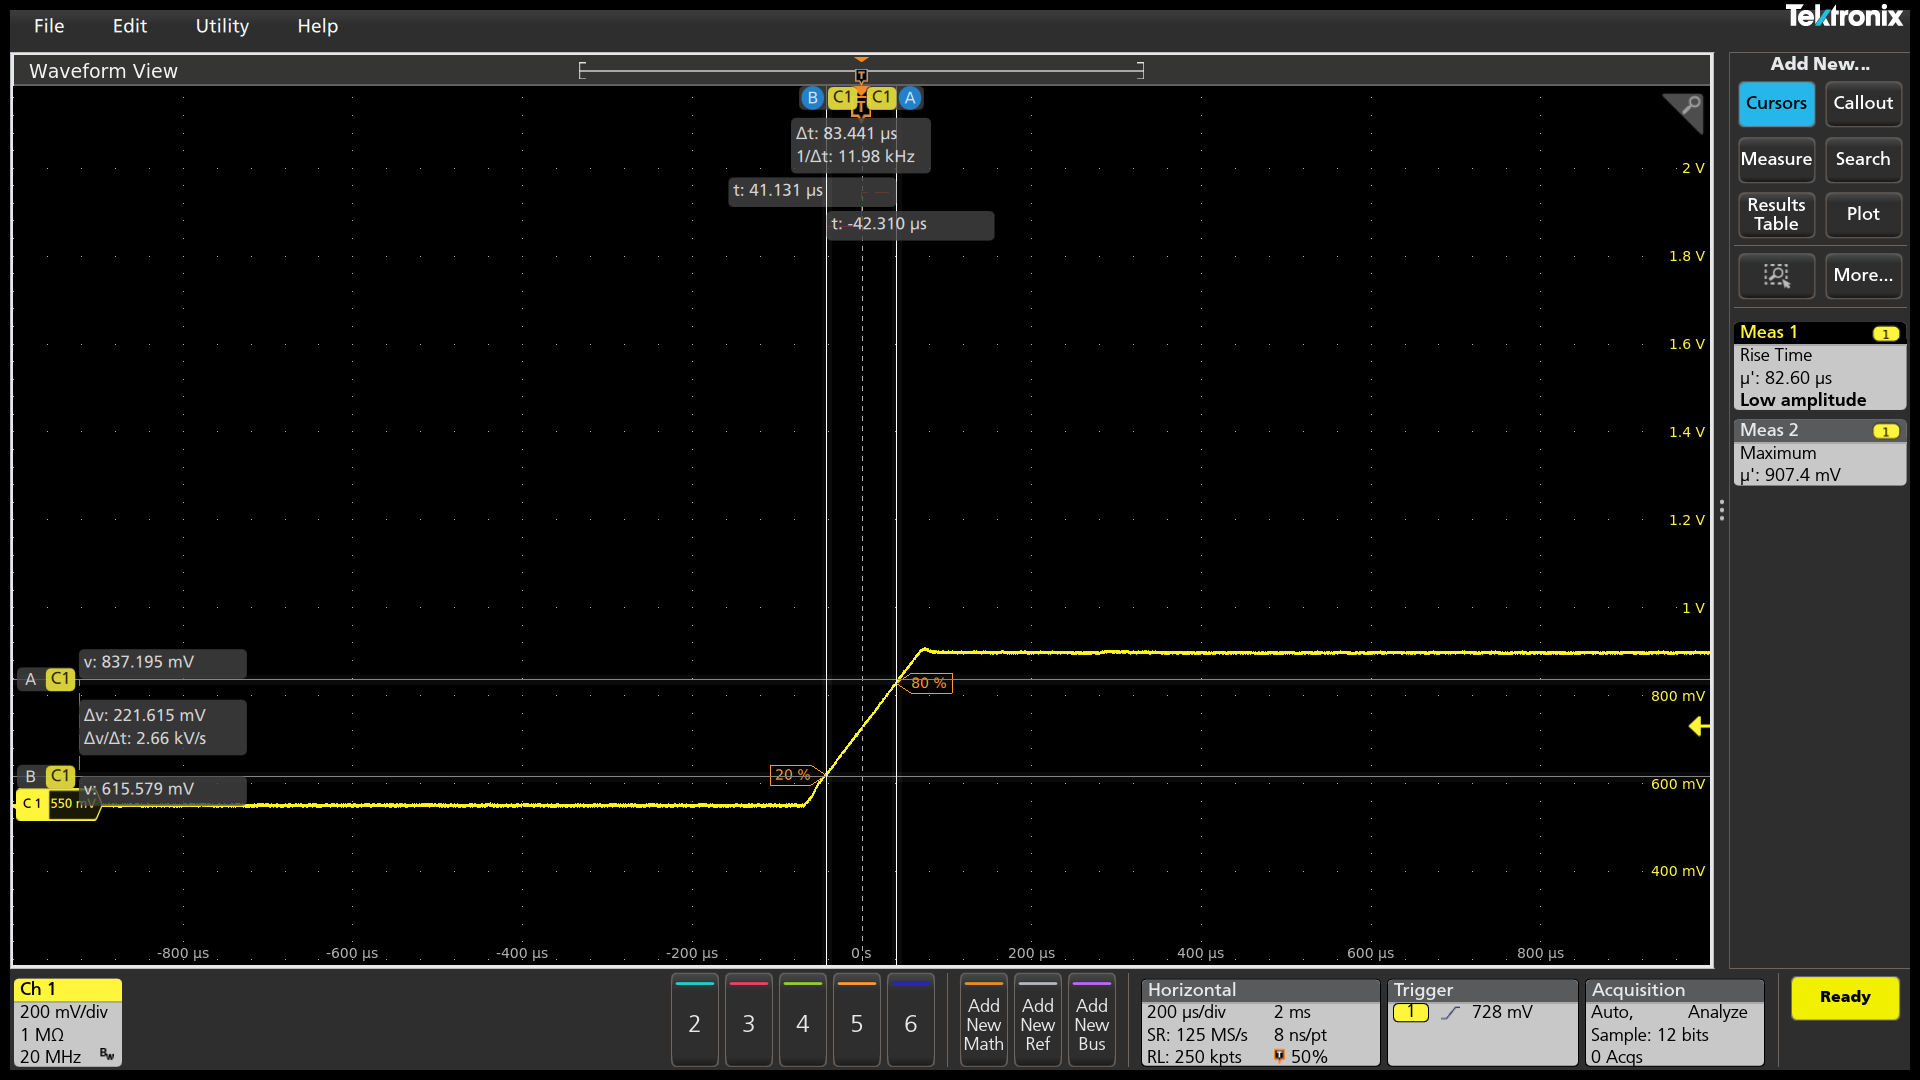 File Edit Utility Help
Tektronix
Waveform View
Add New...
Cursors Callout
Measure Search
Results Table Plot
More...
B C1 C1 A
T
T
Δt: 83.441 µs
1/Δt: 11.98 kHz
t: 41.131 µs
t: -42.310 µs
2 V
1.8 V
1.6 V
1.4 V
1.2 V
1 V
800 mV
600 mV
400 mV
Meas 1 1
Rise Time
µ': 82.60 µs
Low amplitude
Meas 2 1
Maximum
µ': 907.4 mV
v: 837.195 mV
A C1
80 %
Δv: 221.615 mV
Δv/Δt: 2.66 kV/s
B C1
20 %
v: 615.579 mV
C 1 550 mV
-800 µs -600 µs -400 µs -200 µs 0 s 200 µs 400 µs 600 µs 800 µs
Ch 1
200 mV/div
1 MΩ
20 MHz BW
2 3 4 5 6
Add New Math
Add New Ref
Add New Bus
Horizontal
200 µs/div 2 ms
SR: 125 MS/s 8 ns/pt
RL: 250 kpts T 50%
Trigger
1 728 mV
Acquisition
Auto, Analyze
Sample: 12 bits
0 Acqs
Ready